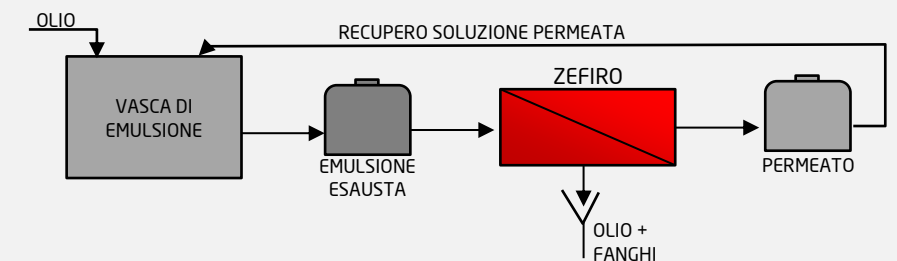 OLIO
RECUPERO SOLUZIONE PERMEATA
ZEFIRO
VASCA DI
EMULSIONE
EMULSIONE
ESAUSTA
PERMEATO
OLIO +
FANGHI